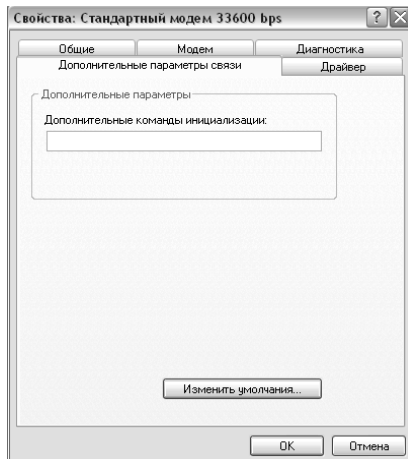 Свойства: Стандартный модем 33600 bps
Общие Модем Диагностика
Дополнительные параметры связи Драйвер
Дополнительные параметры
Дополнительные команды инициализации:
Изменить умолчания...
OK Отмена